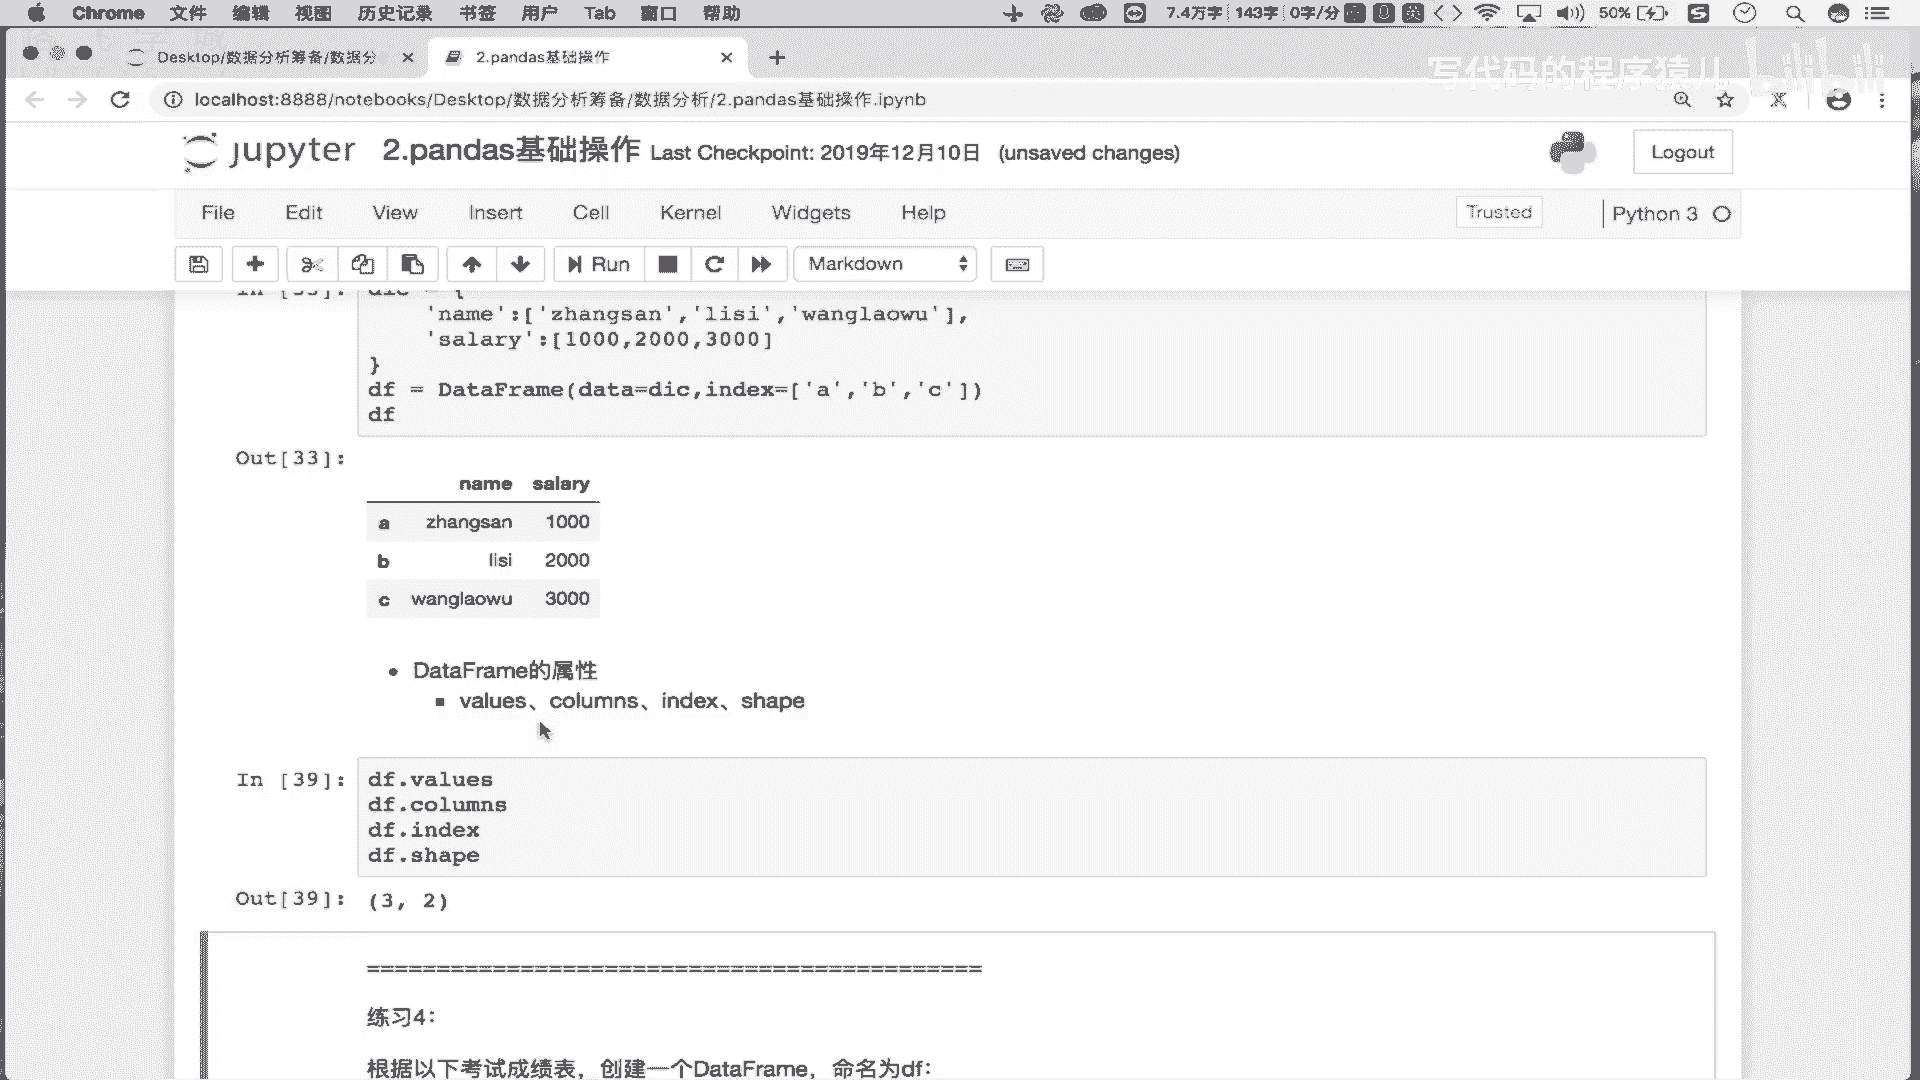 Chrome 文件 编辑 视图 历史记录 书签 用户 Tab 窗口 帮助 7.4万字 143字 0字/分 英 50%
Desktop/数据分析筹备/数据分
2.pandas基础操作
写代码的程序猿儿 bilibili
localhost:8888/notebooks/Desktop/数据分析筹备/数据分析/2.pandas基础操作.ipynb
jupyter 2.pandas基础操作 Last Checkpoint: 2019年12月10日 (unsaved changes)
Logout
File Edit View Insert Cell Kernel Widgets Help Trusted Python 3
Run Markdown
In [33]: dic = {
'name':['zhangsan','lisi','wanglaowu'],
'salary':[1000,2000,3000]
}
df = DataFrame(data=dic,index=['a','b','c'])
df
Out[33]:
name salary
a zhangsan 1000
b lisi 2000
c wanglaowu 3000
• DataFrame的属性
▪ values、columns、index、shape
In [39]: df.values
df.columns
df.index
df.shape
Out[39]: (3, 2)
============================================
练习4：
根据以下考试成绩表，创建一个DataFrame，命名为df：